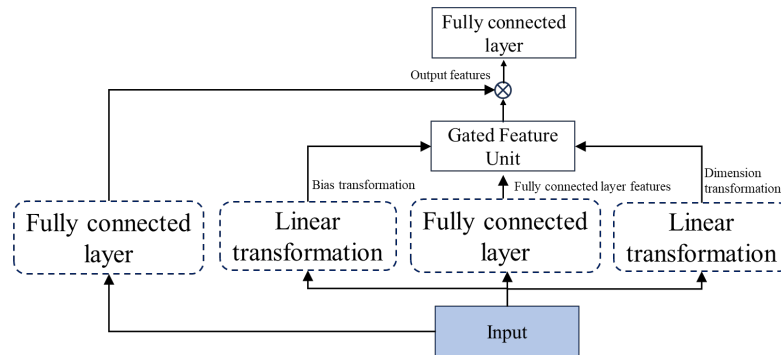 Fully connected
layer
Output features
Gated Feature
Unit
Bias transformation
Fully connected layer features
Dimension
transformation
Fully connected
layer
Linear
transformation
Fully connected
layer
Linear
transformation
Input